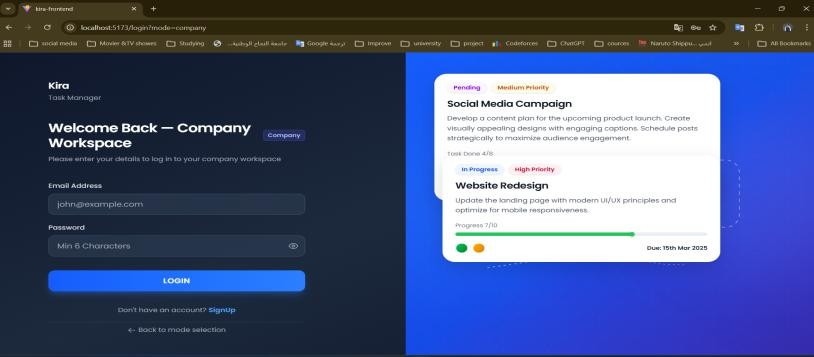 kira-frontend
localhost:5173/login?mode=company
social media
Movier &TV showes
Studying
جامعة النجاح الوطنية...
Google ترجمة
Improve
university
project
Codeforces
ChatGPT
cources
Naruto Shippu...
All Bookmarks
Kira
Task Manager
Welcome Back — Company
Workspace
Company
Please enter your details to log in to your company workspace
Email Address
john@example.com
Password
Min 6 Characters
LOGIN
Don't have an account? SignUp
← Back to mode selection
Pending
Medium Priority
Social Media Campaign
Develop a content plan for the upcoming product launch. Create
visually appealing designs with engaging captions. Schedule posts
strategically to maximize audience engagement.
Task Done 4/8
In Progress
High Priority
Website Redesign
Update the landing page with modern UI/UX principles and
optimize for mobile responsiveness.
Progress 7/10
Due: 15th Mar 2025